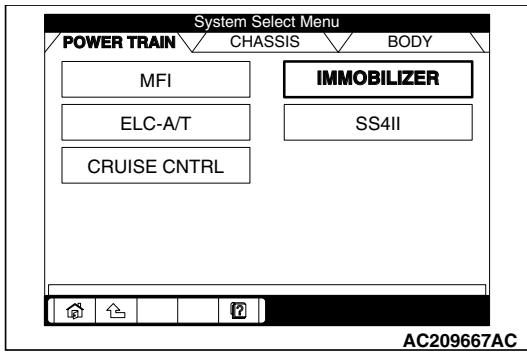 System Select Menu
POWER TRAIN CHASSIS BODY
MFI IMMOBILIZER
ELC-A/T SS4II
CRUISE CNTRL
AC209667AC